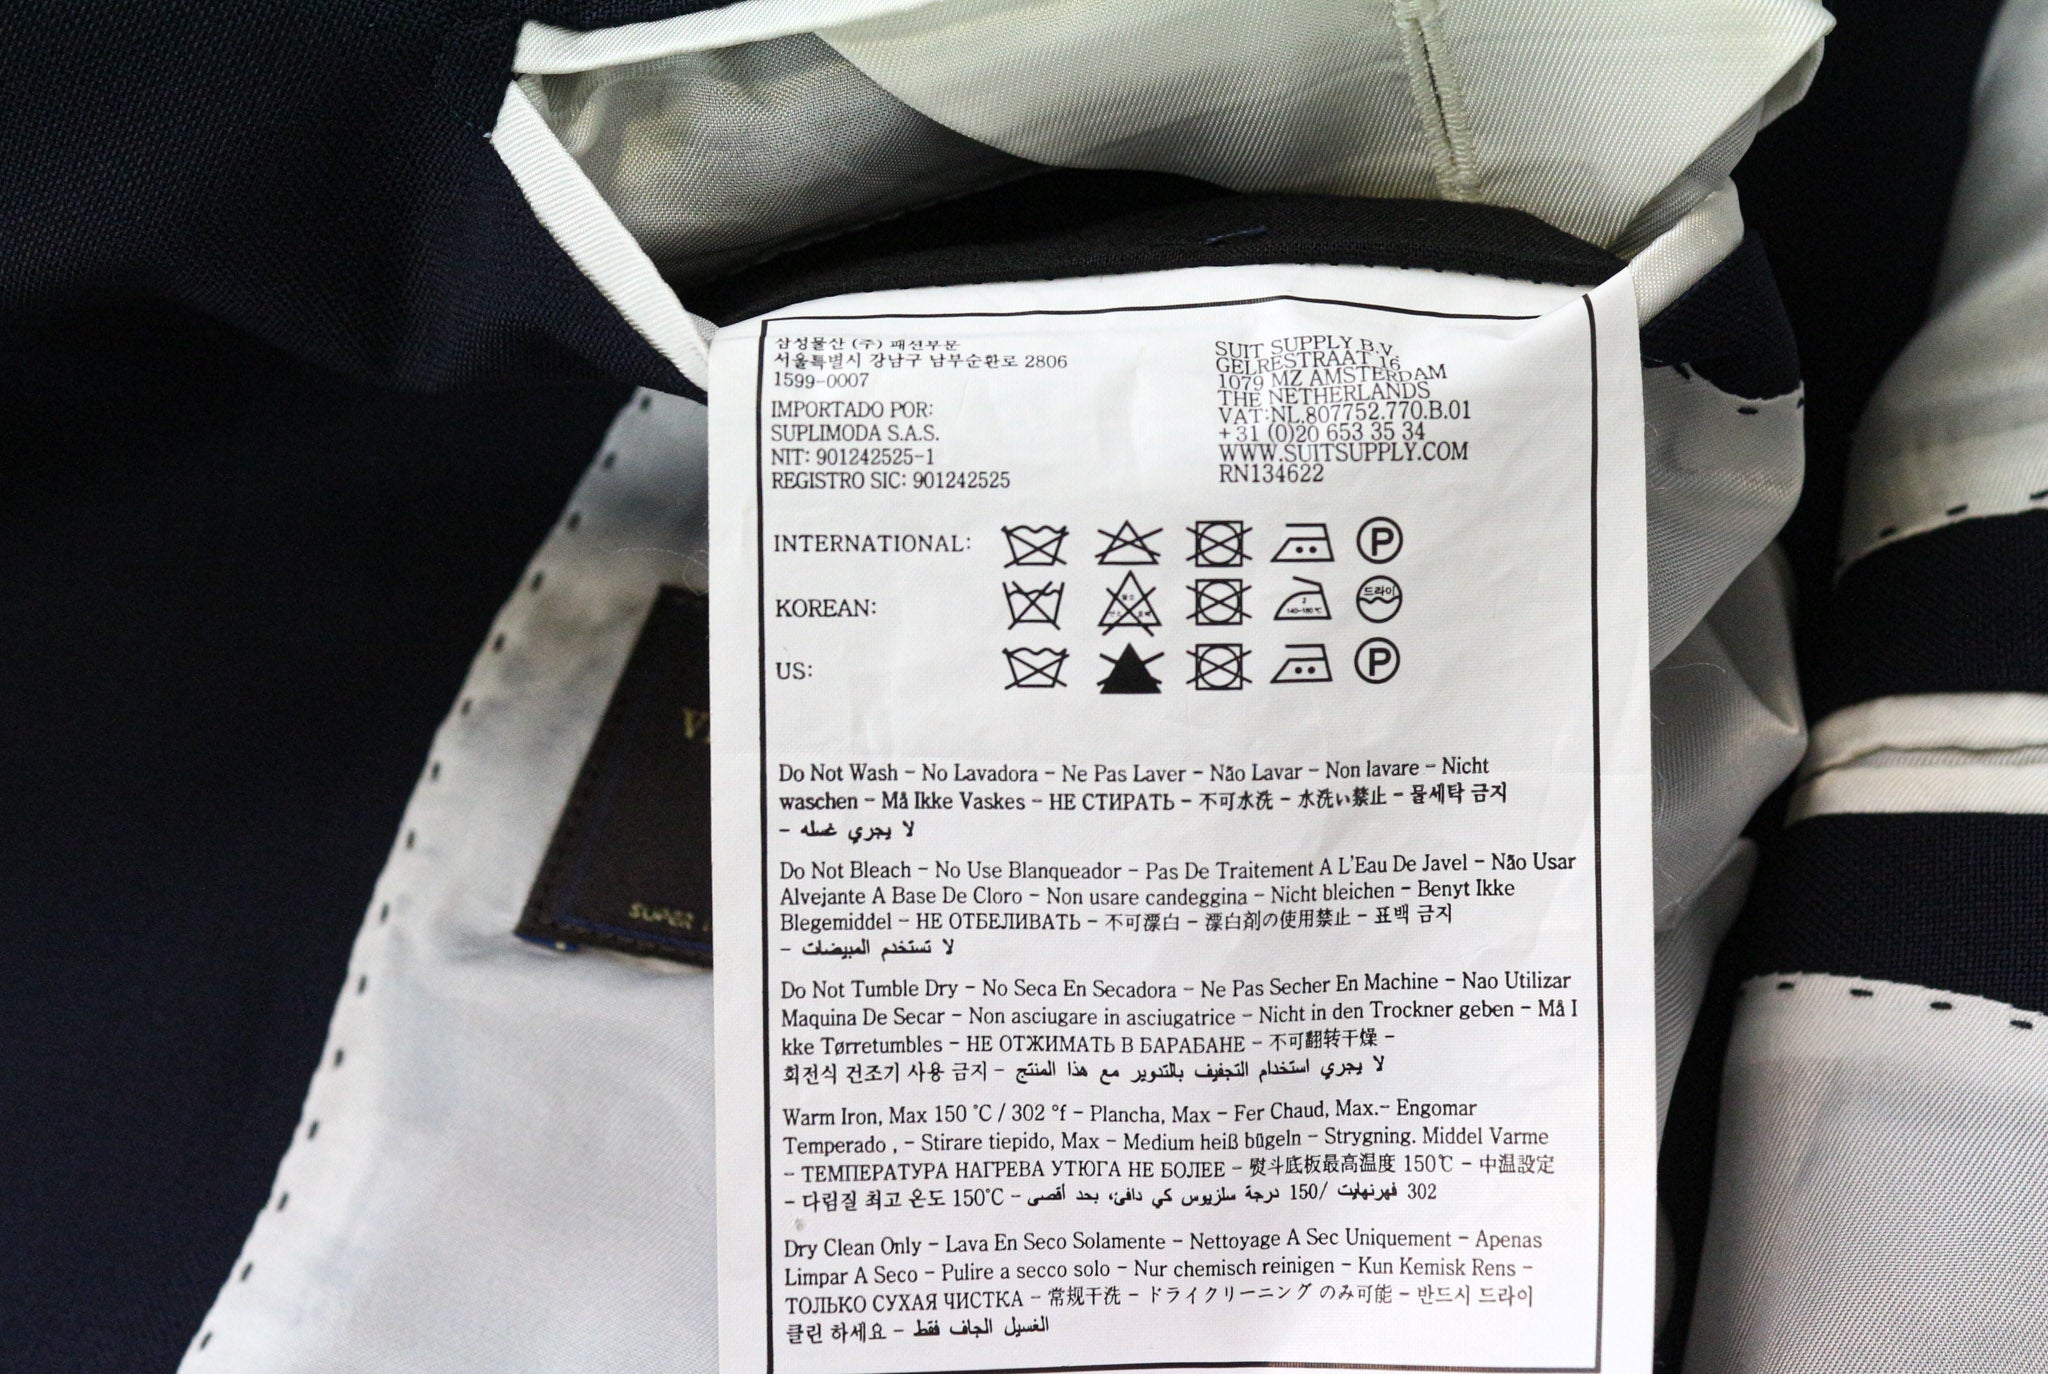 삼성물산 (주) 패션부문
서울특별시 강남구 남부순환로 2806
1599-0007
IMPORTADO POR:
SUPLIMODA S.A.S.
NIT: 901242525-1
REGISTRO SIC: 901242525
SUIT SUPPLY B.V.
GELRESTRAAT 16
1079 MZ AMSTERDAM
THE NETHERLANDS
VAT:NL.807752.770.B.01
+31 (0)20 653 35 34
WWW.SUITSUPPLY.COM
RN134622
INTERNATIONAL:
P
KOREAN:
2
140~160 ℃
드라이
US:
P
Do Not Wash - No Lavadora - Ne Pas Laver - Não Lavar - Non lavare - Nicht
waschen - Må Ikke Vaskes - НЕ СТИРАТЬ - 不可水洗 - 水洗い禁止 - 물세탁 금지
- لا يجري غسله
Do Not Bleach - No Use Blanqueador - Pas De Traitement A L'Eau De Javel - Não Usar
Alvejante A Base De Cloro - Non usare candeggina - Nicht bleichen - Benyt Ikke
Blegemiddel - НЕ ОТБЕЛИВАТЬ - 不可漂白 - 漂白剤の使用禁止 - 표백 금지
- لا تستخدم المبيضات
Do Not Tumble Dry - No Seca En Secadora - Ne Pas Secher En Machine - Nao Utilizar
Maquina De Secar - Non asciugare in asciugatrice - Nicht in den Trockner geben - Må I
kke Tørretumbles - НЕ ОТЖИМАТЬ В БАРАБАНЕ - 不可翻转干燥 -
회전식 건조기 사용 금지 - لا يجري استخدام التجفيف بالتدوير مع هذا المنتج
Warm Iron, Max 150 °C / 302 °f - Plancha, Max - Fer Chaud, Max.- Engomar
Temperado , - Stirare tiepido, Max - Medium heiß bügeln - Strygning. Middel Varme
- ТЕМПЕРАТУРА НАГРЕВА УТЮГА НЕ БОЛЕЕ - 熨斗底板最高温度 150℃ - 中温設定
- 다림질 최고 온도 150℃ - 302 فهرنهايت /150 درجة سلزيوس كي دافئ، بحد أقصى
Dry Clean Only - Lava En Seco Solamente - Nettoyage A Sec Uniquement - Apenas
Limpar A Seco - Pulire a secco solo - Nur chemisch reinigen - Kun Kemisk Rens -
ТОЛЬКО СУХАЯ ЧИСТКА - 常规干洗 - ドライクリーニング のみ可能 - 반드시 드라이
클린 하세요 - الغسيل الجاف فقط
SUPER